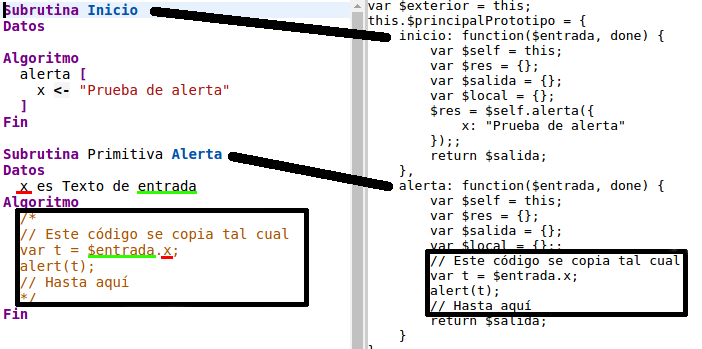 Subrutina Inicio
Datos
Algoritmo
alerta [
x <- "Prueba de alerta"
]
Fin
Subrutina Primitiva Alerta
Datos
x es Texto de entrada
Algoritmo
/*
// Este código se copia tal cual
var t = $entrada.x;
alert(t);
// Hasta aquí
*/
Fin
var $exterior = this;
this.$principalPrototipo = {
inicio: function($entrada, done) {
var $self = this;
var $res = {};
var $salida = {};
var $local = {};
$res = $self.alerta({
x: "Prueba de alerta"
});;
return $salida;
},
alerta: function($entrada, done) {
var $self = this;
var $res = {};
var $salida = {};
var $local = {};;
// Este código se copia tal cual
var t = $entrada.x;
alert(t);
// Hasta aquí
return $salida;
}